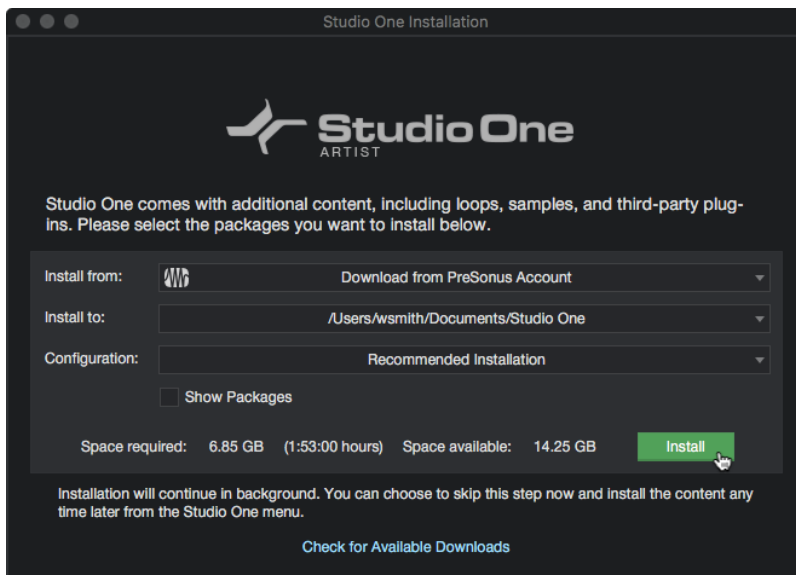 Studio One Installation
Studio One
ARTIST
Studio One comes with additional content, including loops, samples, and third-party plug-
ins. Please select the packages you want to install below.
Install from: Download from PreSonus Account
Install to: /Users/wsmith/Documents/Studio One
Configuration: Recommended Installation
Show Packages
Space required: 6.85 GB (1:53:00 hours) Space available: 14.25 GB Install
Installation will continue in background. You can choose to skip this step now and install the content any
time later from the Studio One menu.
Check for Available Downloads